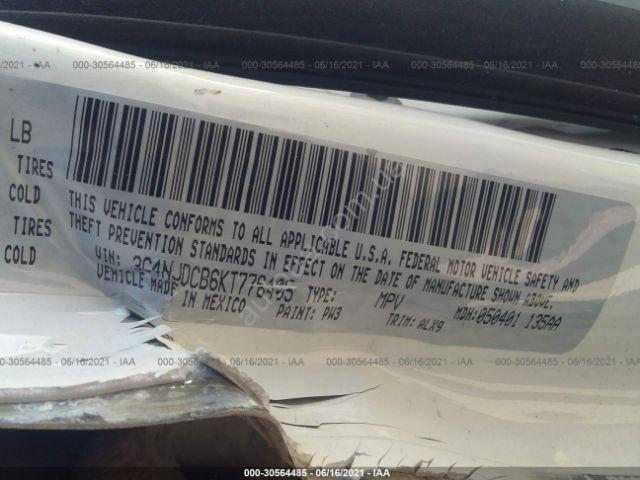 000-30564485 - 06/16/2021 - IAA
LB
TIRES
COLD
TIRES
COLD
THIS VEHICLE CONFORMS TO ALL APPLICABLE U.S.A. FEDERAL MOTOR VEHICLE SAFETY AND
THEFT PREVENTION STANDARDS IN EFFECT ON THE DATE OF MANUFACTURE SHOWN ABOVE.
VIN: 3C4NJDCB6KT776405 TYPE: MPV MDH:050401 135AA
VEHICLE MADE IN MEXICO PAINT: PW3 TRIM: ALX9
000-30564485 - 06/16/2021 - IAA
000-30564485 - 06/16/2021 - IAA